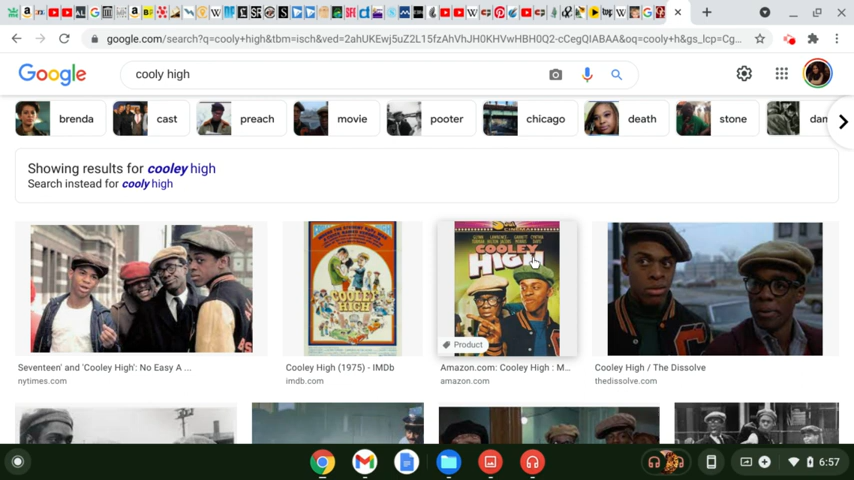 google.com/search?q=cooly+high&tbm=isch&ved=2ahUKEwj5uZ2L15fzAhVhJH0KHVwHBH0Q2-cCegQIABAA&oq=cooly+h&gs_lcp=Cg...
Google
cooly high
brenda
cast
preach
movie
pooter
chicago
death
stone
dan
Showing results for cooley high
Search instead for cooly high
COOLEY HIGH
COOLEY
HIGH
Product
Seventeen' and 'Cooley High': No Easy A ...
nytimes.com
Cooley High (1975) - IMDb
imdb.com
Amazon.com: Cooley High : M...
amazon.com
Cooley High / The Dissolve
thedissolve.com
6:57